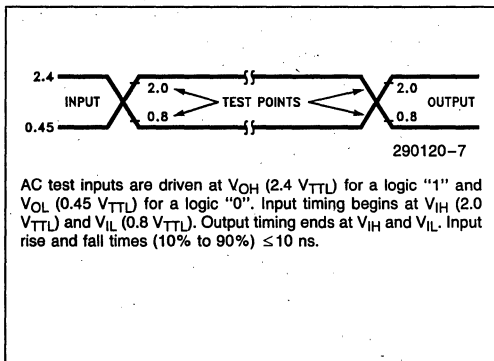 2.4
INPUT
2.0
0.8
TEST POINTS
2.0
0.8
OUTPUT
0.45
290120-7
AC test inputs are driven at VOH (2.4 VTTL) for a logic "1" and
VOL (0.45 VTTL) for a logic "0". Input timing begins at VIH (2.0
VTTL) and VIL (0.8 VTTL). Output timing ends at VIH and VIL. Input
rise and fall times (10% to 90%) ≤10 ns.